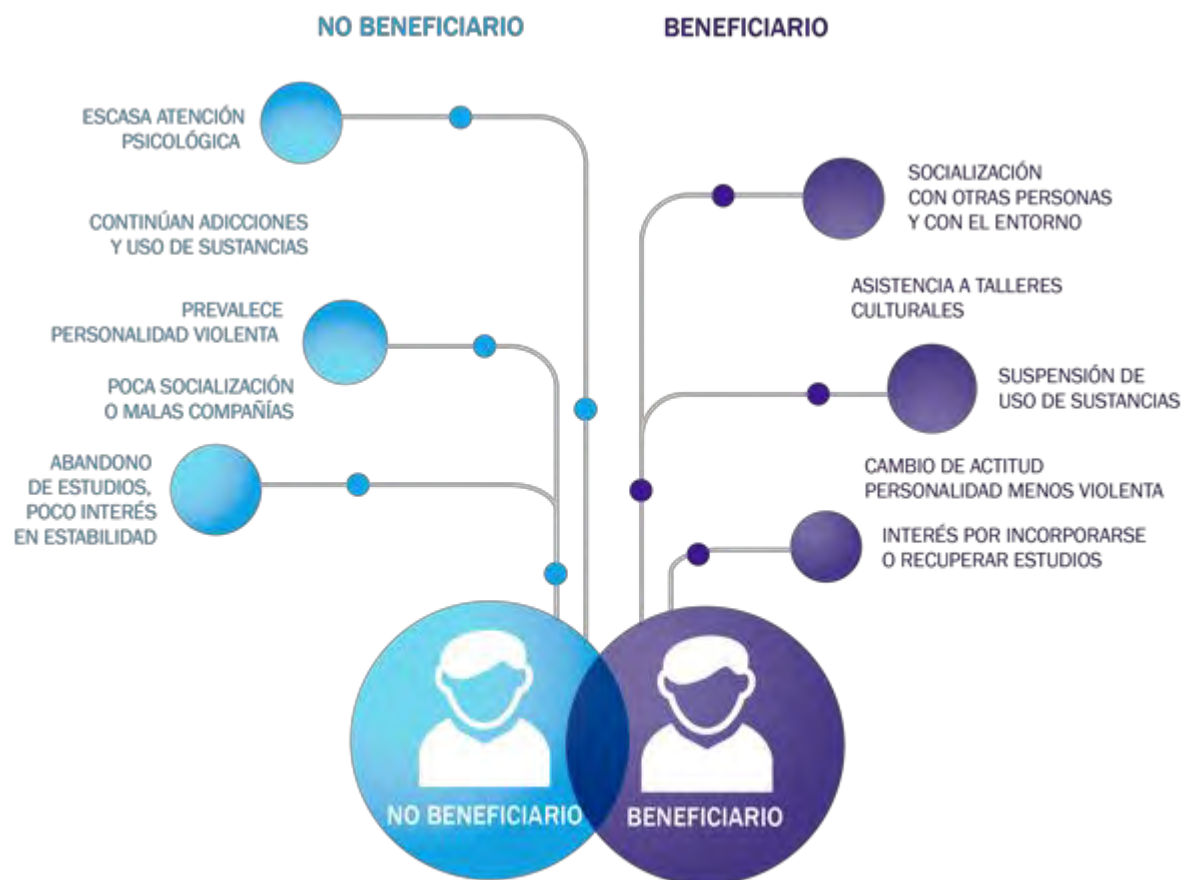 NO BENEFICIARIO
BENEFICIARIO
ESCASA ATENCIÓN
PSICOLÓGICA
CONTINÚAN ADICCIONES
Y USO DE SUSTANCIAS
PREVALECE
PERSONALIDAD VIOLENTA
POCA SOCIALIZACIÓN
O MALAS COMPAÑÍAS
ABANDONO
DE ESTUDIOS,
POCO INTERÉS
EN ESTABILIDAD
SOCIALIZACIÓN
CON OTRAS PERSONAS
Y CON EL ENTORNO
ASISTENCIA A TALLERES
CULTURALES
SUSPENSIÓN DE
USO DE SUSTANCIAS
CAMBIO DE ACTITUD
PERSONALIDAD MENOS VIOLENTA
INTERÉS POR INCORPORARSE
O RECUPERAR ESTUDIOS
NO BENEFICIARIO
BENEFICIARIO